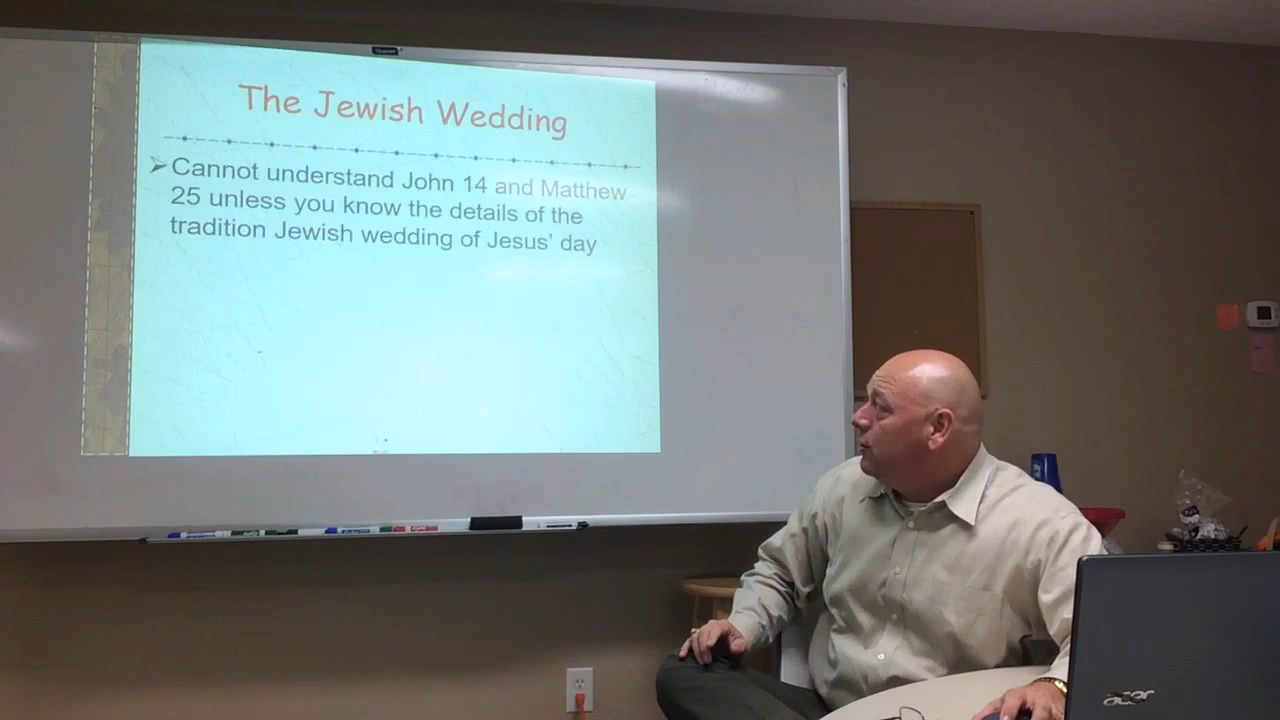 The Jewish Wedding
Cannot understand John 14 and Matthew
25 unless you know the details of the
tradition Jewish wedding of Jesus' day
acer